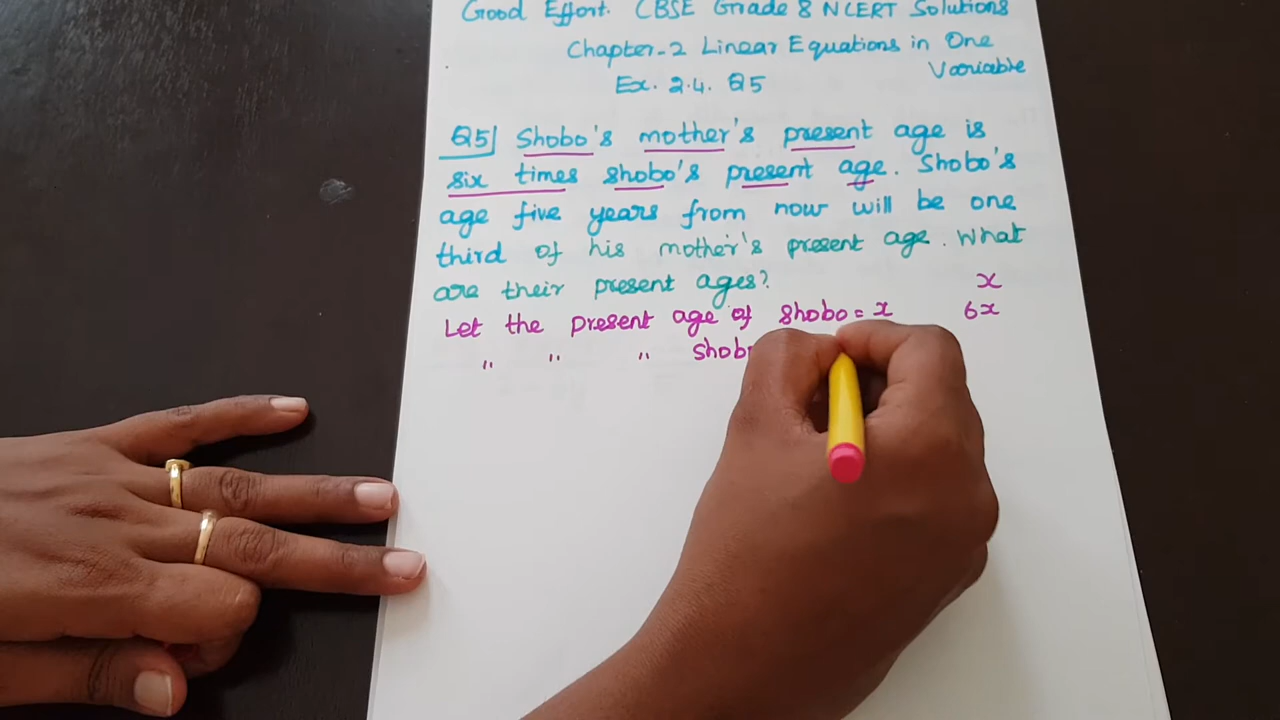 Good Effort. CBSE Grade 8 NCERT Solutions
Chapter-2 Linear Equations in One
Variable
Ex. 2.4. Q5
Q5| Shobo's mother's present age is
six times shobo's present age. Shobo's
age five years from now will be one
third of his mother's present age. What
are their present ages?
x
Let the present age of shobo = x
6x
" " " shob